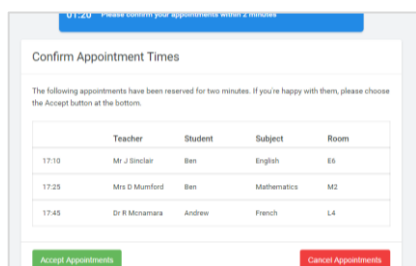 01:20 Please confirm your appointments within 2 minutes
Confirm Appointment Times
The following appointments have been reserved for two minutes. If you're happy with them, please choose
the Accept button at the bottom.
Teacher Student Subject Room
17:10 Mr J Sinclair Ben English E6
17:25 Mrs D Mumford Ben Mathematics M2
17:45 Dr R Mcnamara Andrew French L4
Accept Appointments Cancel Appointments